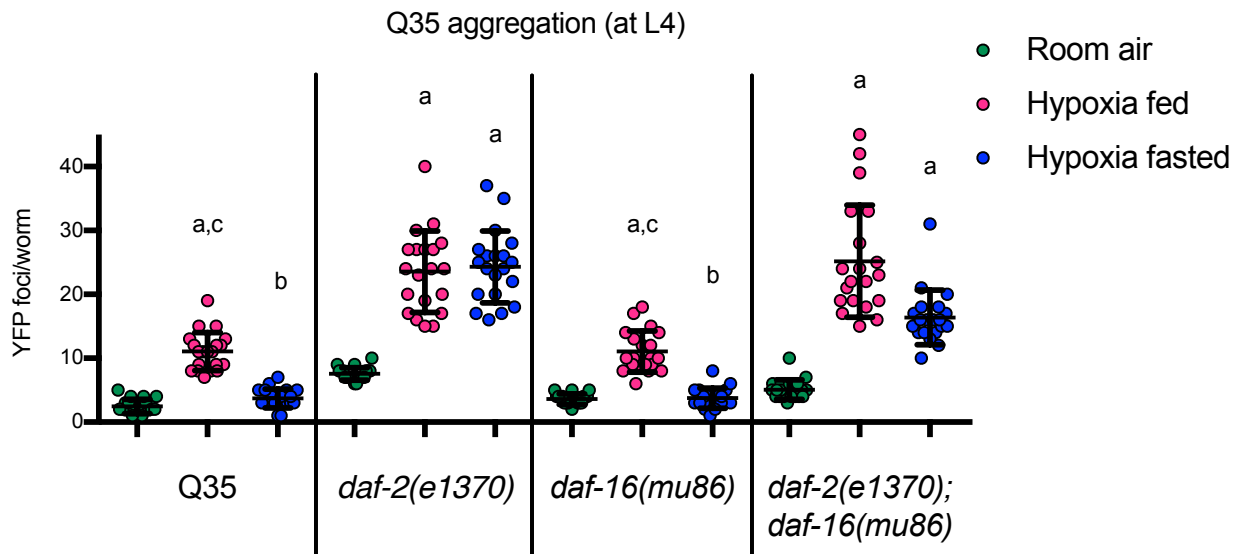 Q35 aggregation (at L4)
Room air
Hypoxia fed
Hypoxia fasted
YFP foci/worm
40
30
20
10
0
a,c
b
a
a
a,c
b
a
a
Q35
daf-2(e1370)
daf-16(mu86)
daf-2(e1370);
daf-16(mu86)